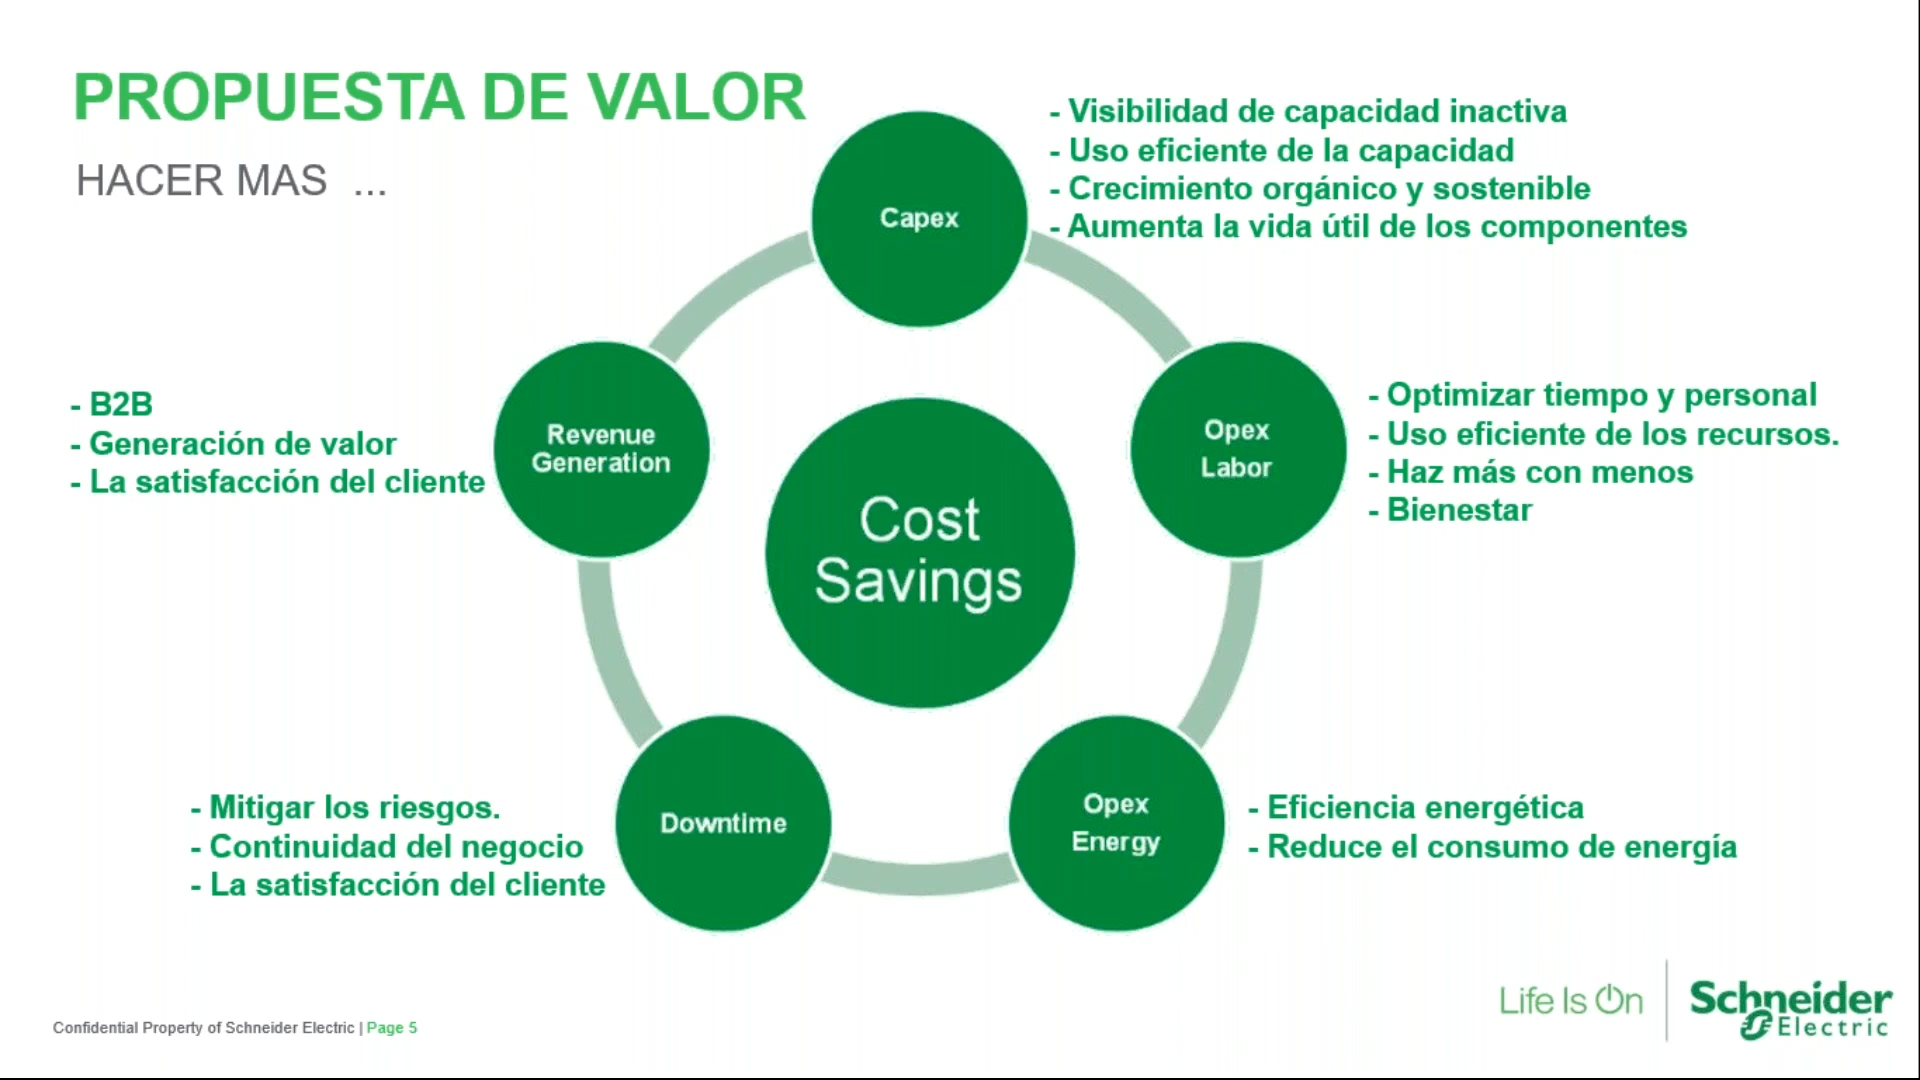 PROPUESTA DE VALOR
HACER MAS ...
Capex
- Visibilidad de capacidad inactiva
- Uso eficiente de la capacidad
- Crecimiento orgánico y sostenible
- Aumenta la vida útil de los componentes
Opex
Labor
- Optimizar tiempo y personal
- Uso eficiente de los recursos.
- Haz más con menos
- Bienestar
Opex
Energy
- Eficiencia energética
- Reduce el consumo de energía
Downtime
- Mitigar los riesgos.
- Continuidad del negocio
- La satisfacción del cliente
Revenue
Generation
- B2B
- Generación de valor
- La satisfacción del cliente
Cost
Savings
Confidential Property of Schneider Electric | Page 5
Life Is On
Schneider
Electric